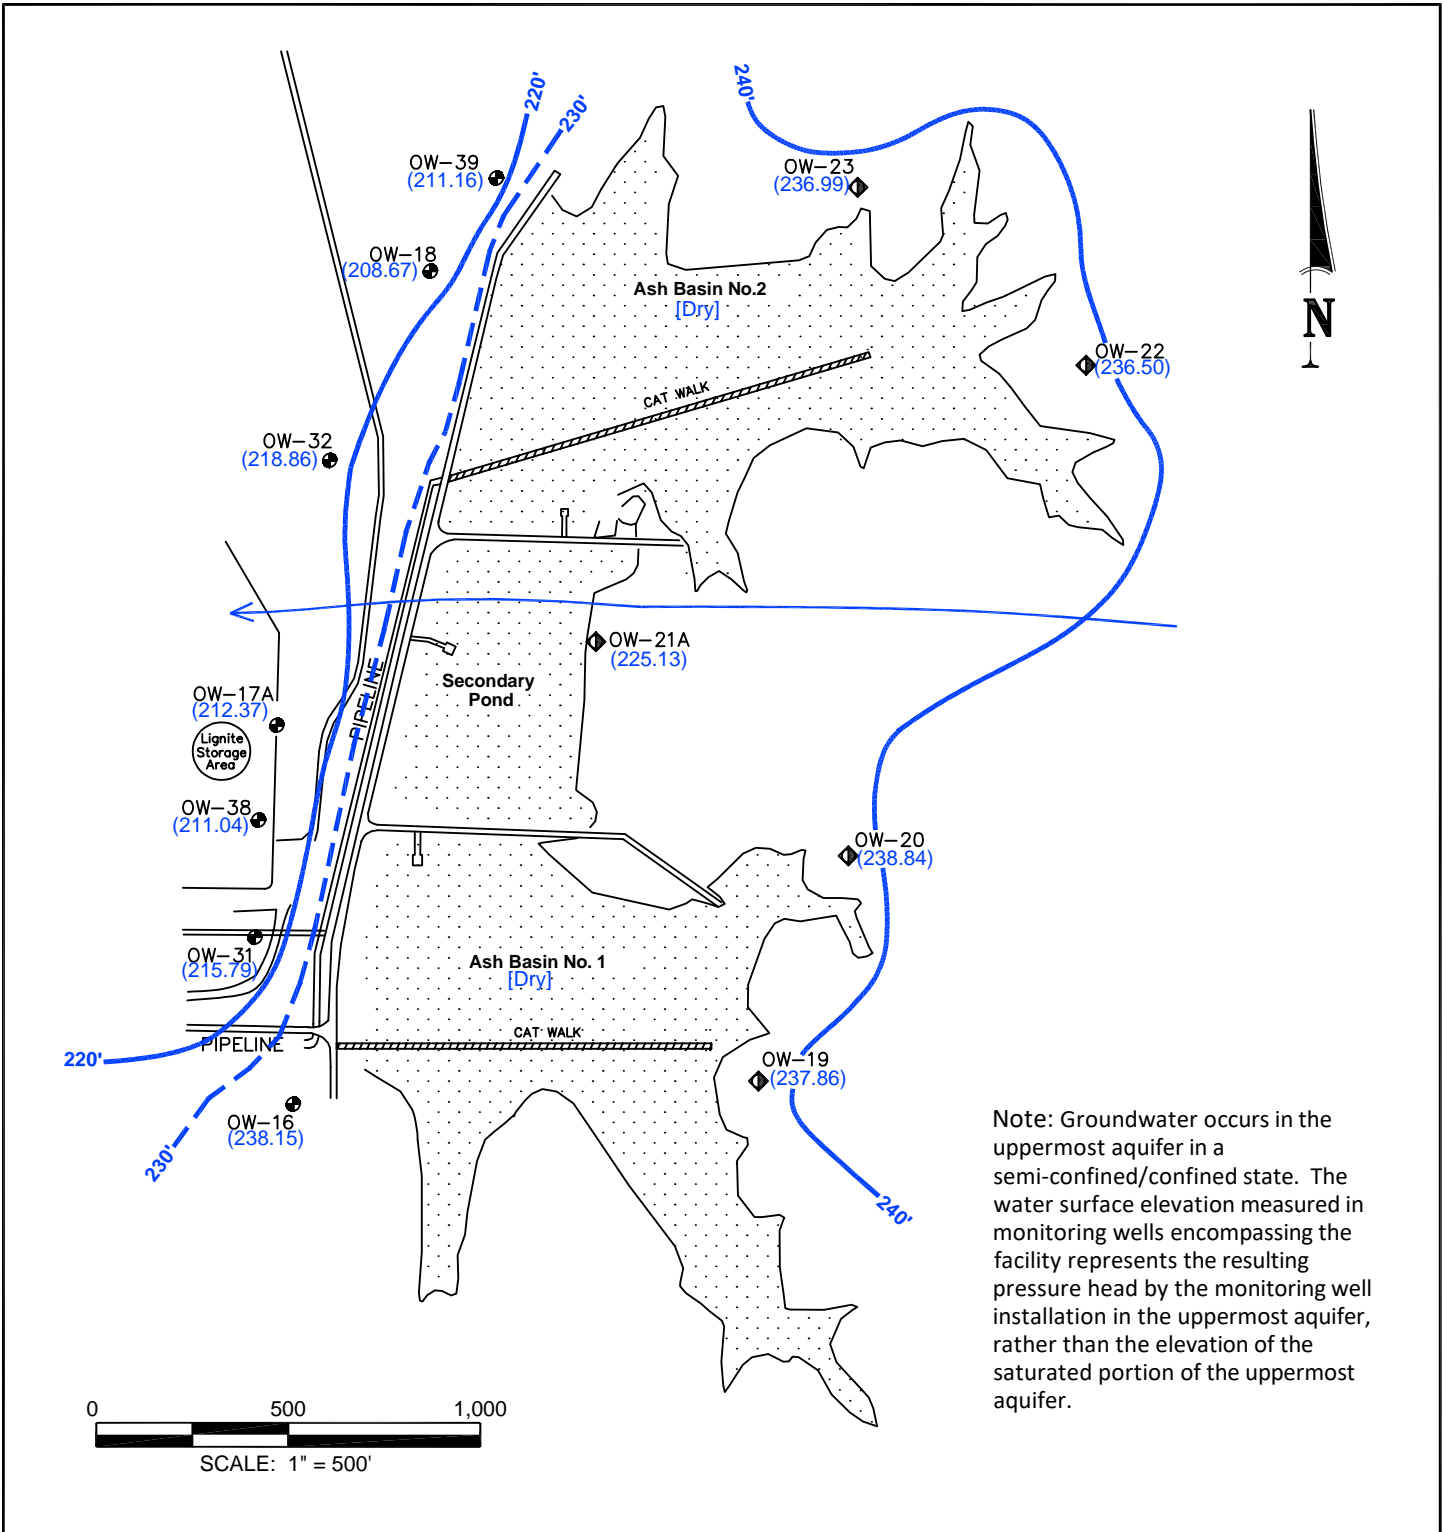 220'
230'
240'
OW-39
(211.16)
OW-23
(236.99)
OW-18
(208.67)
Ash Basin No.2
[Dry]
N
OW-22
(236.50)
CAT WALK
OW-32
(218.86)
OW-21A
(225.13)
Secondary
Pond
PIPELINE
OW-17A
(212.37)
Lignite
Storage
Area
OW-38
(211.04)
OW-20
(238.84)
OW-31
(215.79)
Ash Basin No. 1
[Dry]
CAT WALK
PIPELINE
220'
OW-19
(237.86)
OW-16
(238.15)
230'
240'
Note: Groundwater occurs in the
uppermost aquifer in a
semi-confined/confined state. The
water surface elevation measured in
monitoring wells encompassing the
facility represents the resulting
pressure head by the monitoring well
installation in the uppermost aquifer,
rather than the elevation of the
saturated portion of the uppermost
aquifer.
0 500 1,000
SCALE: 1" = 500'